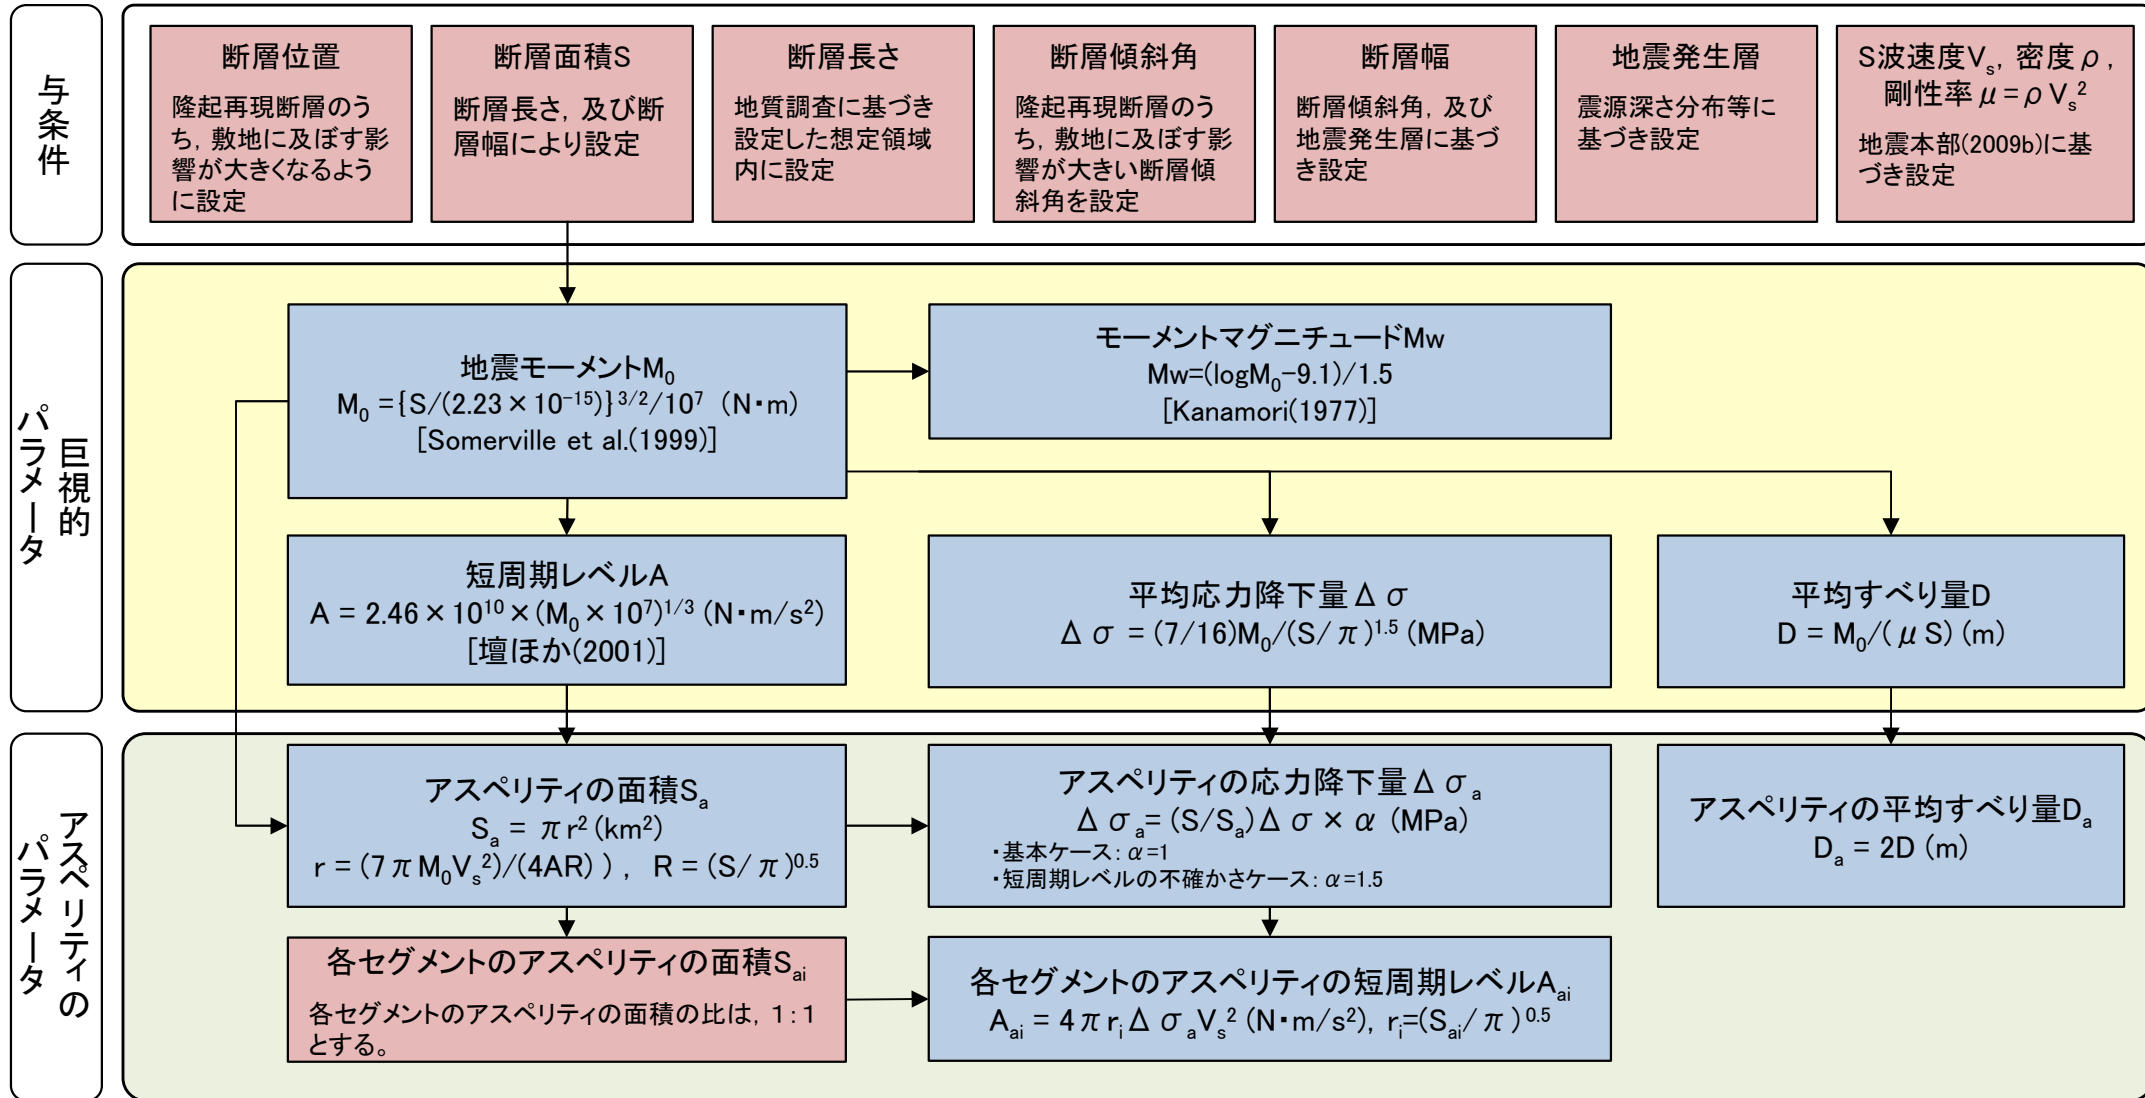 与条件
断層位置
隆起再現断層のう
ち，敷地に及ぼす影
響が大きくなるよう
に設定
断層面積S
断層長さ，及び断
層幅により設定
断層長さ
地質調査に基づき
設定した想定領域
内に設定
断層傾斜角
隆起再現断層のう
ち，敷地に及ぼす影
響が大きい断層傾
斜角を設定
断層幅
断層傾斜角，及び
地震発生層に基づ
き設定
地震発生層
震源深さ分布等に
基づき設定
S波速度Vs，密度ρ，
剛性率μ=ρVs²
地震本部(2009b)に基
づき設定
巨視的
パラメータ
地震モーメントM₀
M₀ ={S/(2.23×10⁻¹⁵)}³ᐟ²/10⁷ (N・m)
[Somerville et al.(1999)]
モーメントマグニチュードMw
Mw=(logM₀−9.1)/1.5
[Kanamori(1977)]
短周期レベルA
A = 2.46×10¹⁰×(M₀×10⁷)¹ᐟ³ (N・m/s²)
[壇ほか(2001)]
平均応力降下量Δσ
Δσ = (7/16)M₀/(S/π)^1.5 (MPa)
平均すべり量D
D = M₀/(μS) (m)
アスペリティの
パラメータ
アスペリティの面積Sa
Sa = πr² (km²)
r = (7πM₀Vs²)/(4AR) ) ， R = (S/π)^0.5
アスペリティの応力降下量Δσa
Δσa= (S/Sa)Δσ×α (MPa)
・基本ケース：α=1
・短周期レベルの不確かさケース：α=1.5
アスペリティの平均すべり量Da
Da = 2D (m)
各セグメントのアスペリティの面積Sai
各セグメントのアスペリティの面積の比は，1：1
とする。
各セグメントのアスペリティの短周期レベルAai
Aai = 4πriΔσaVs² (N・m/s²)，ri=(Sai/π)^0.5